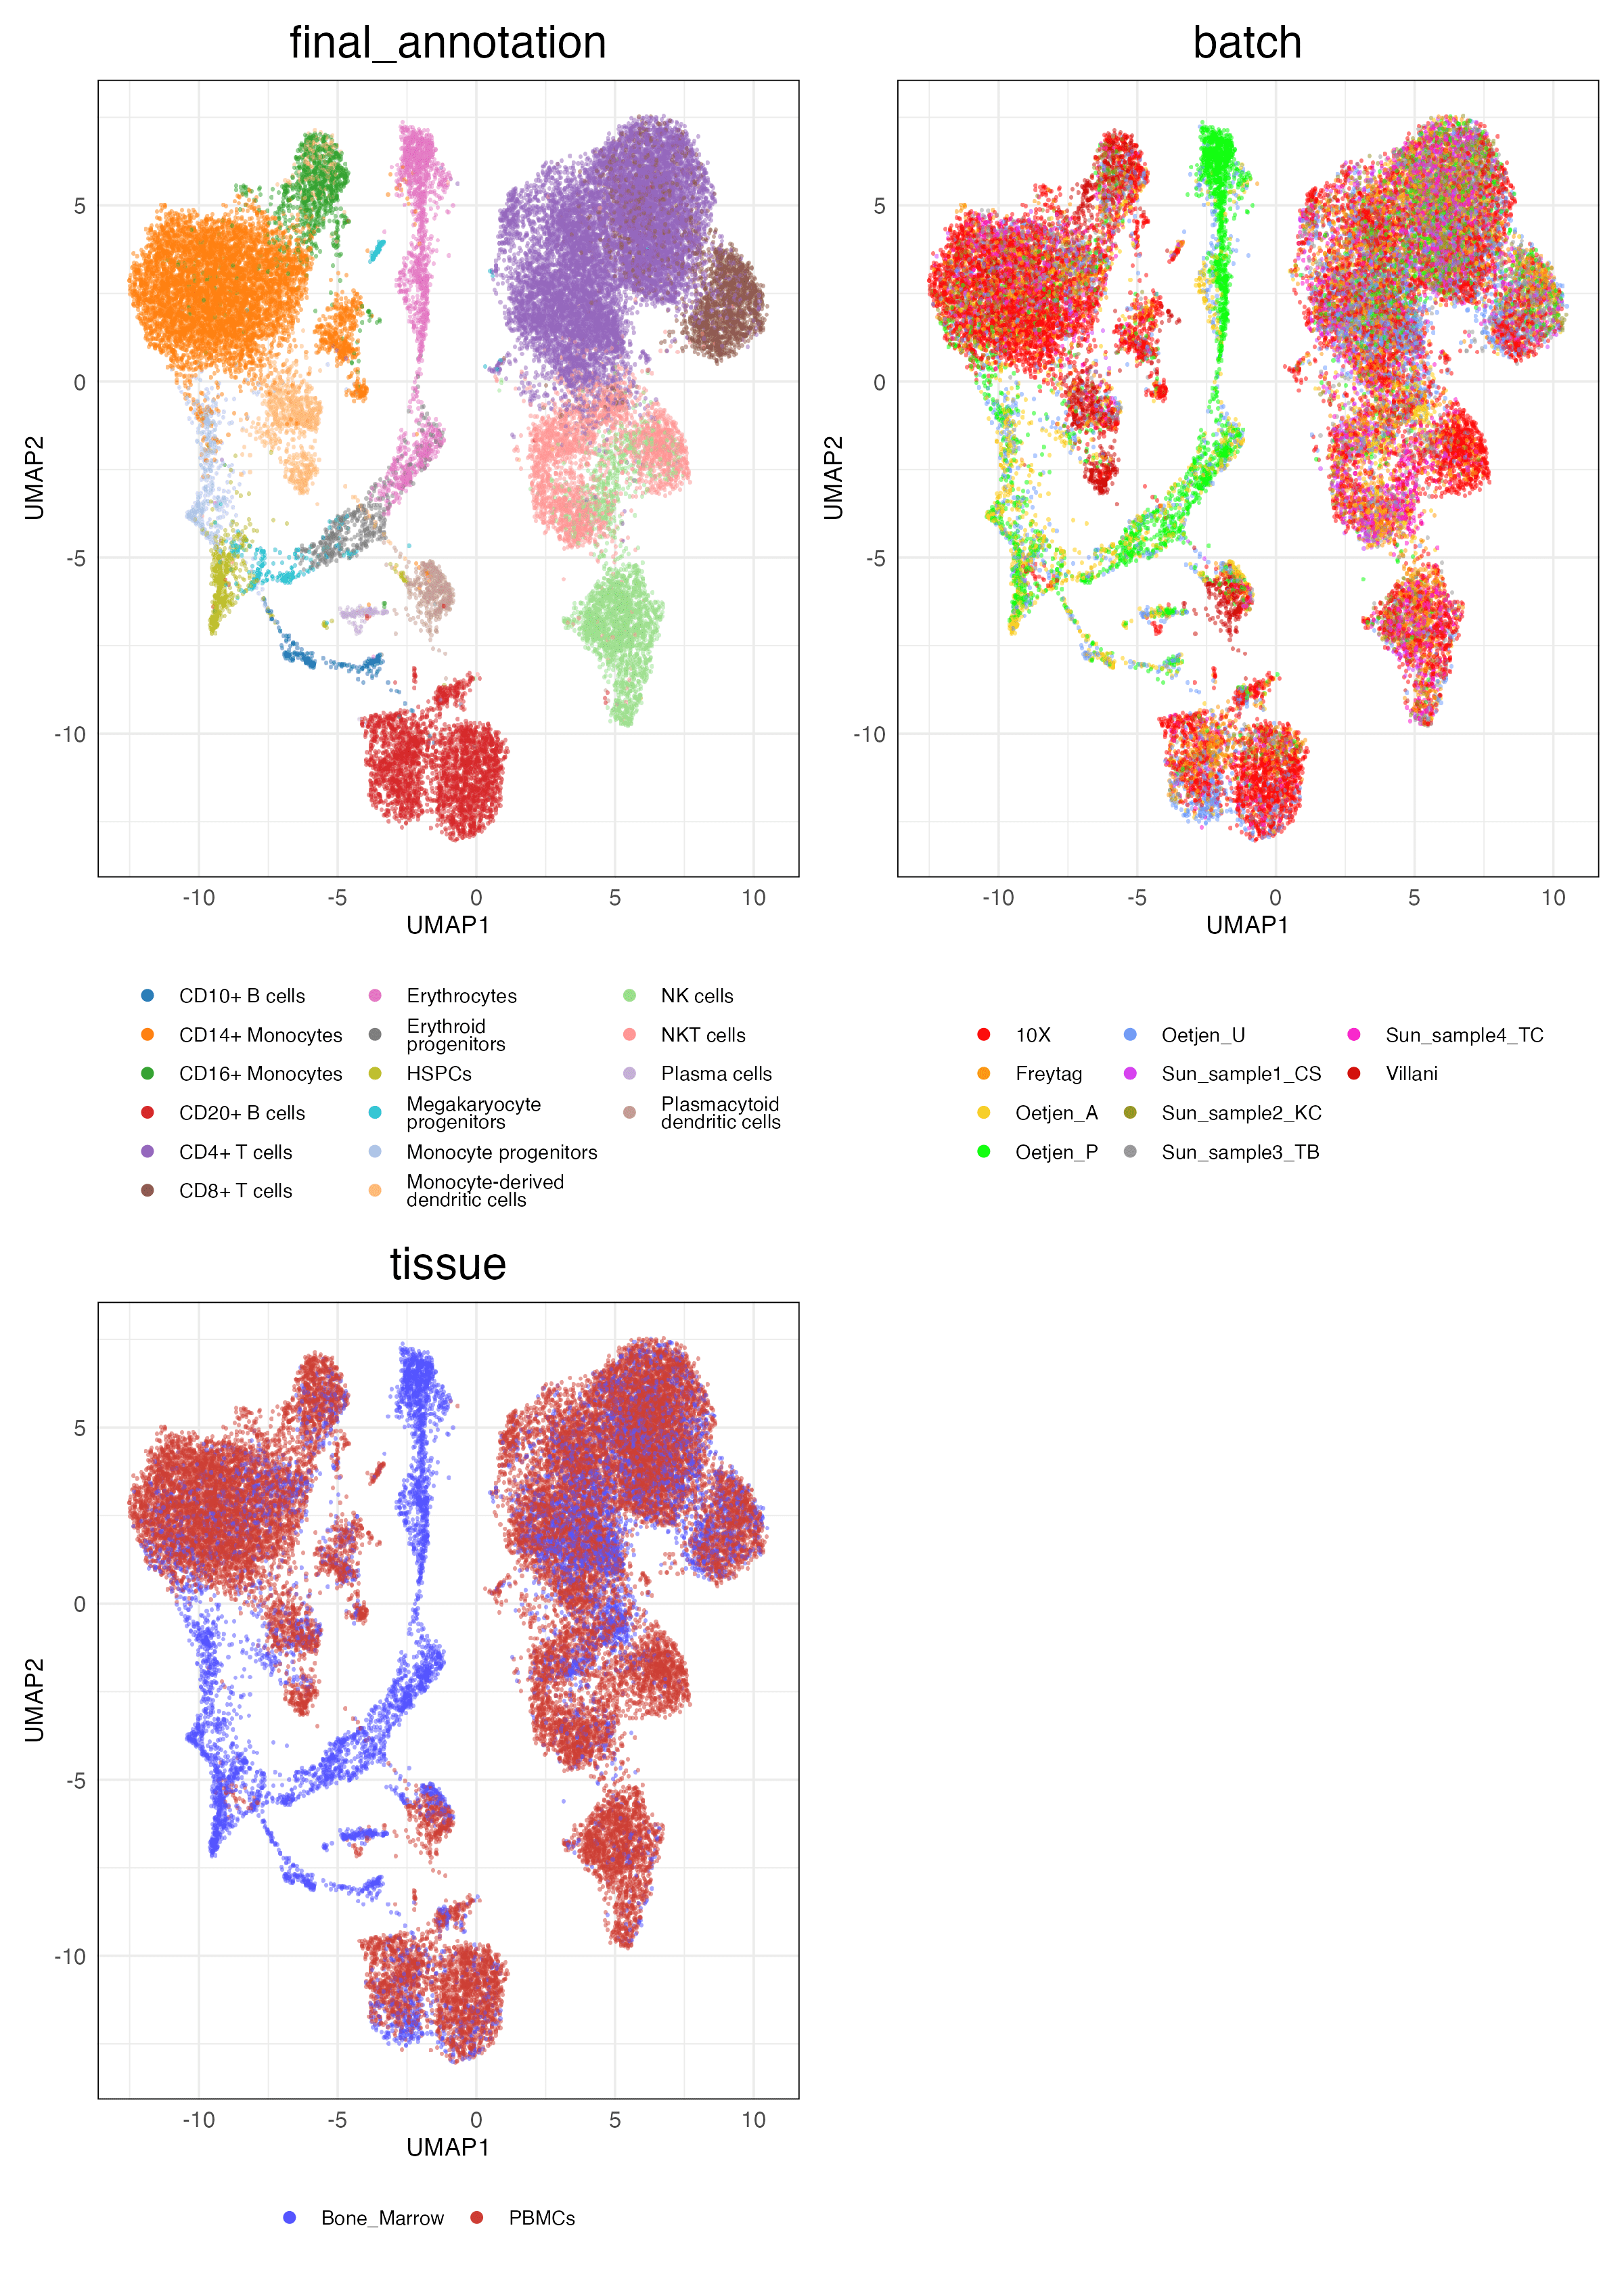 final_annotation
batch
UMAP2
5
0
-5
-10
-10
-5
0
5
10
UMAP1
UMAP2
5
0
-5
-10
-10
-5
0
5
10
UMAP1
CD10+ B cells
CD14+ Monocytes
CD16+ Monocytes
CD20+ B cells
CD4+ T cells
CD8+ T cells
Erythrocytes
Erythroid
progenitors
HSPCs
Megakaryocyte
progenitors
Monocyte progenitors
Monocyte-derived
dendritic cells
NK cells
NKT cells
Plasma cells
Plasmacytoid
dendritic cells
10X
Freytag
Oetjen_A
Oetjen_P
Oetjen_U
Sun_sample1_CS
Sun_sample2_KC
Sun_sample3_TB
Sun_sample4_TC
Villani
tissue
UMAP2
5
0
-5
-10
-10
-5
0
5
10
UMAP1
Bone_Marrow
PBMCs